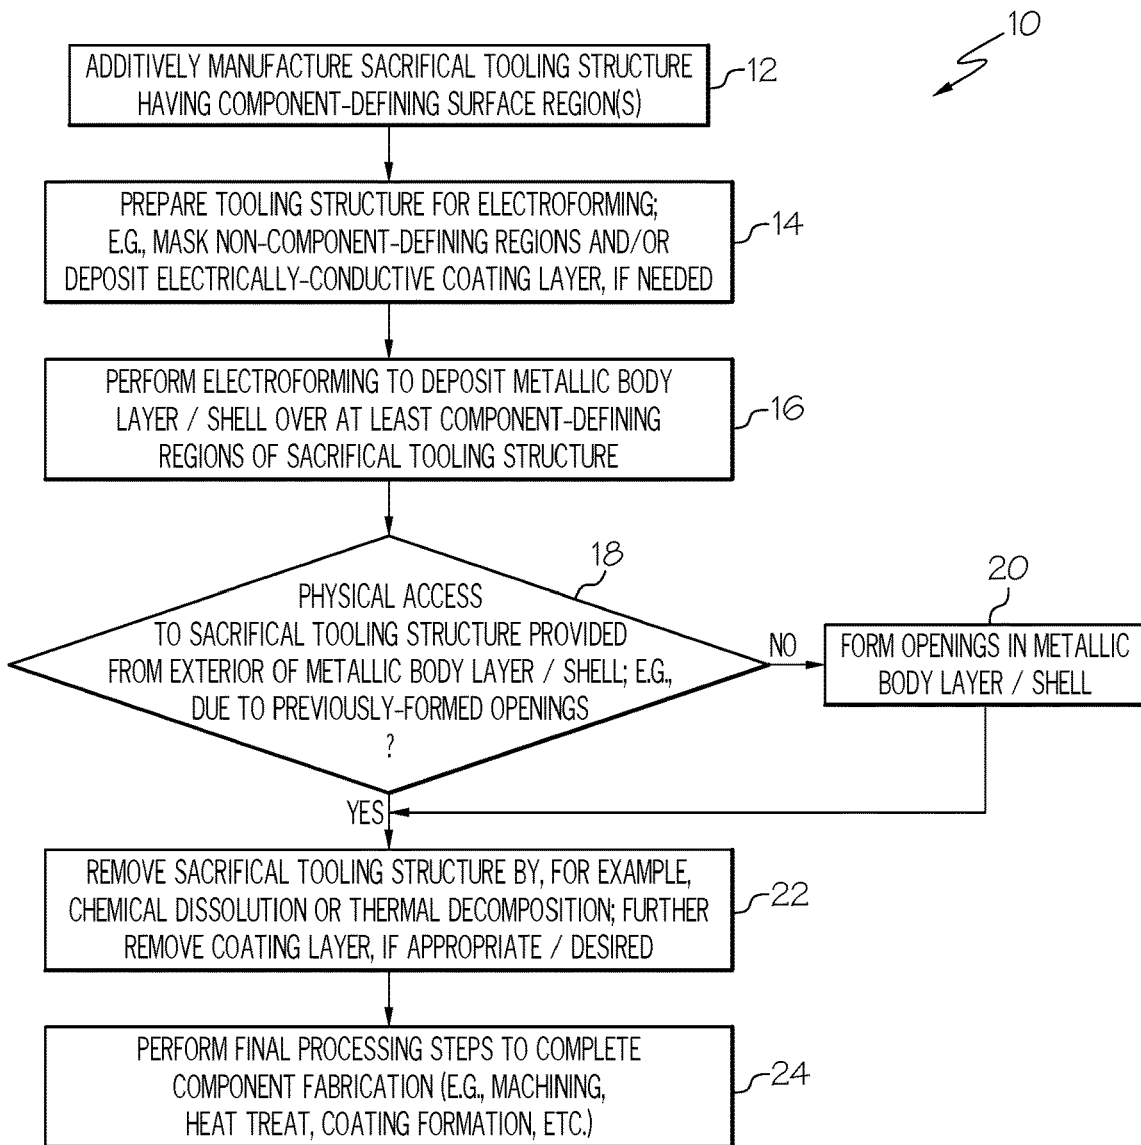 10
ADDITIVELY MANUFACTURE SACRIFICAL TOOLING STRUCTURE
HAVING COMPONENT-DEFINING SURFACE REGION(S)
12
PREPARE TOOLING STRUCTURE FOR ELECTROFORMING;
E.G., MASK NON-COMPONENT-DEFINING REGIONS AND/OR
DEPOSIT ELECTRICALLY-CONDUCTIVE COATING LAYER, IF NEEDED
14
PERFORM ELECTROFORMING TO DEPOSIT METALLIC BODY
LAYER / SHELL OVER AT LEAST COMPONENT-DEFINING
REGIONS OF SACRIFICAL TOOLING STRUCTURE
16
PHYSICAL ACCESS
TO SACRIFICAL TOOLING STRUCTURE PROVIDED
FROM EXTERIOR OF METALLIC BODY LAYER / SHELL; E.G.,
DUE TO PREVIOUSLY-FORMED OPENINGS
?
18
NO
20
FORM OPENINGS IN METALLIC
BODY LAYER / SHELL
YES
REMOVE SACRIFICAL TOOLING STRUCTURE BY, FOR EXAMPLE,
CHEMICAL DISSOLUTION OR THERMAL DECOMPOSITION; FURTHER
REMOVE COATING LAYER, IF APPROPRIATE / DESIRED
22
PERFORM FINAL PROCESSING STEPS TO COMPLETE
COMPONENT FABRICATION (E.G., MACHINING,
HEAT TREAT, COATING FORMATION, ETC.)
24